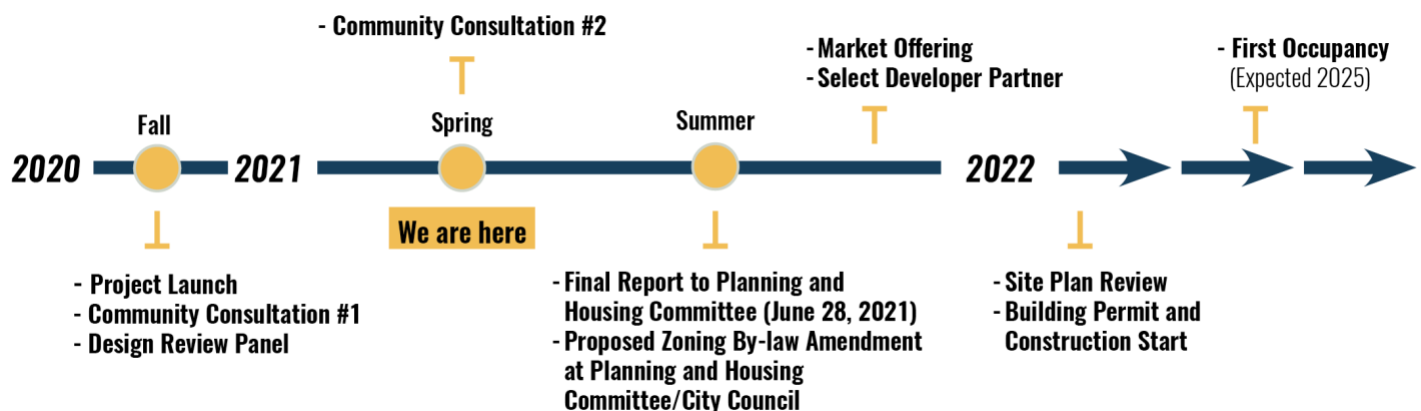 - Community Consultation #2
- Market Offering
- Select Developer Partner
- First Occupancy
(Expected 2025)
Fall
Spring
Summer
2020
2021
2022
We are here
- Project Launch
- Community Consultation #1
- Design Review Panel
- Final Report to Planning and
Housing Committee (June 28, 2021)
- Proposed Zoning By-law Amendment
at Planning and Housing
Committee/City Council
- Site Plan Review
- Building Permit and
Construction Start